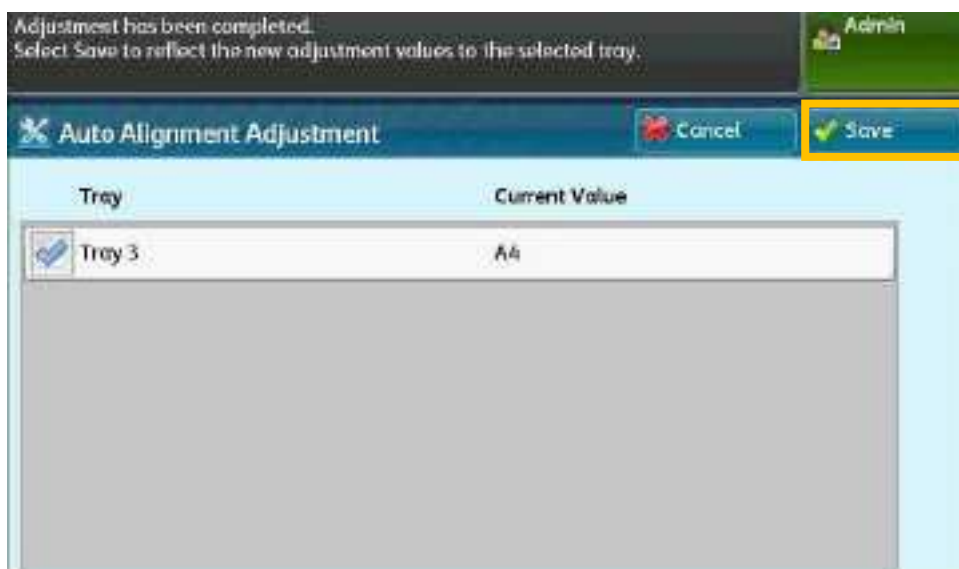 Adjustment has been completed.
Select Save to reflect the new adjustment values to the selected tray.
Admin
Auto Alignment Adjustment
Cancel
Save
Tray
Current Value
Tray 3
A4